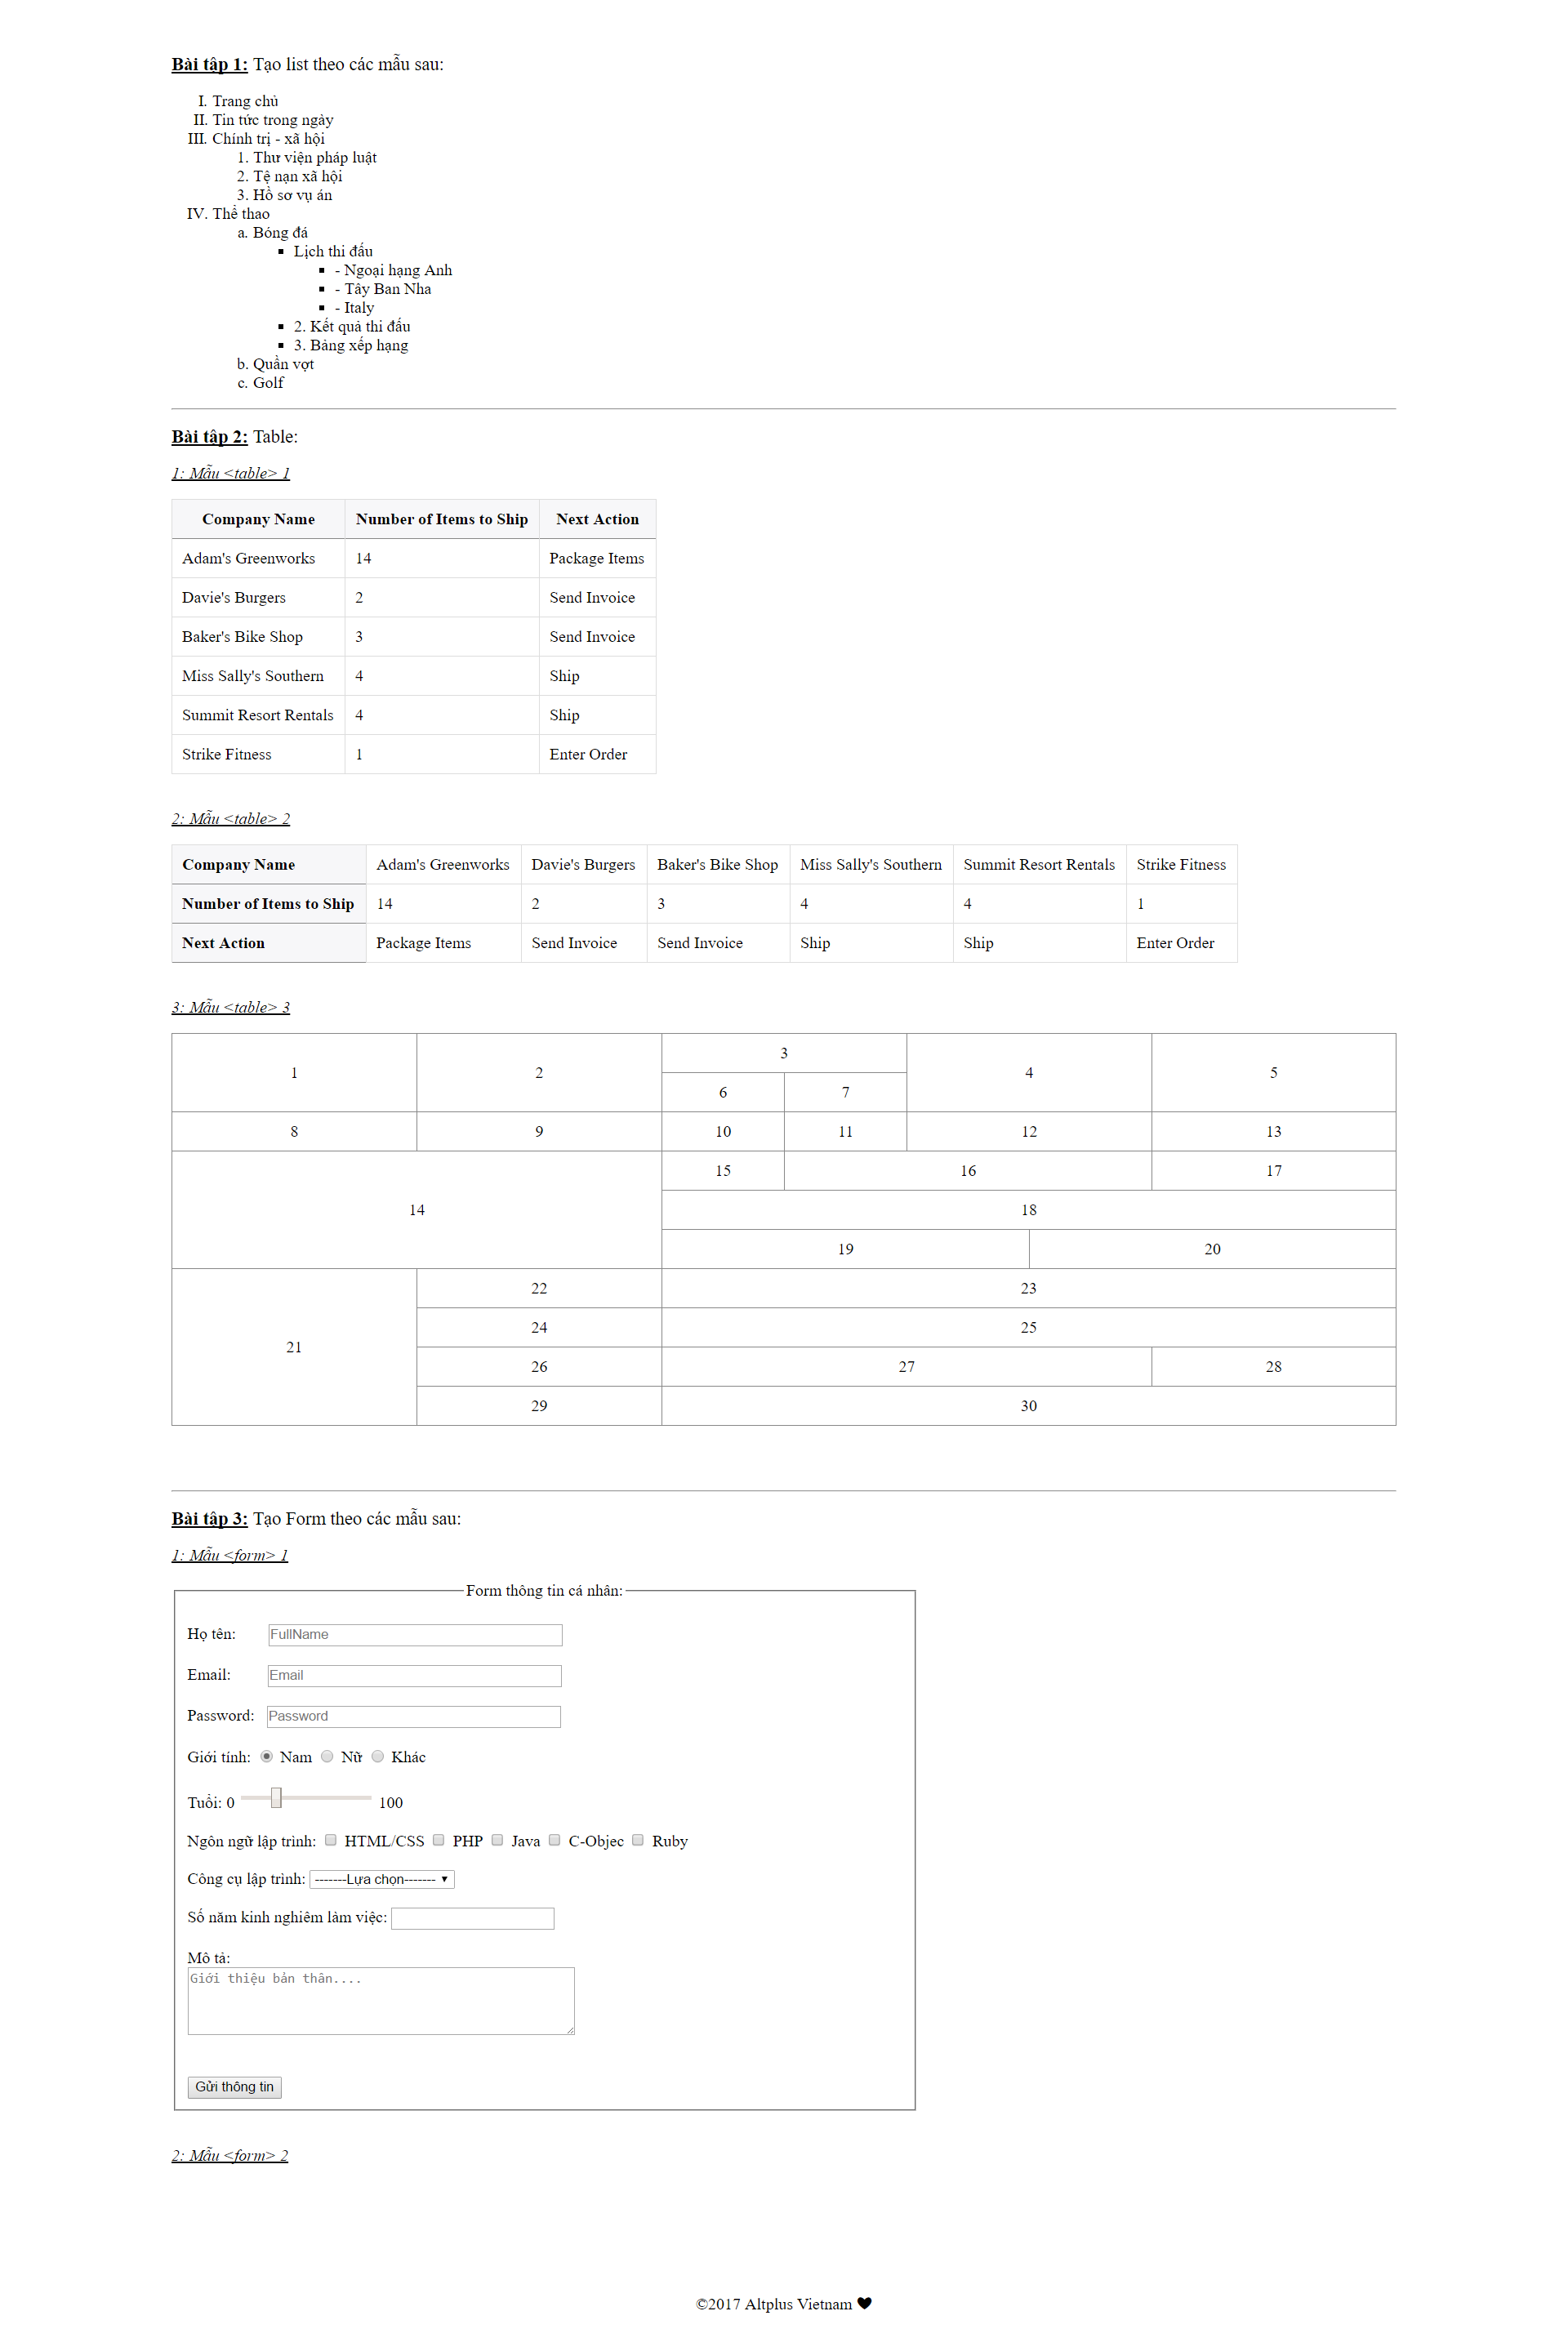 Bài tập 1: Tạo list theo các mẫu sau:
I. Trang chủ
II. Tin tức trong ngày
III. Chính trị - xã hội
1. Thư viện pháp luật
2. Tệ nạn xã hội
3. Hồ sơ vụ án
IV. Thể thao
a. Bóng đá
▪ Lịch thi đấu
▪ - Ngoại hạng Anh
▪ - Tây Ban Nha
▪ - Italy
▪ 2. Kết quả thi đấu
▪ 3. Bảng xếp hạng
b. Quần vợt
c. Golf
Bài tập 2: Table:
1: Mẫu <table> 1
Company Name Number of Items to Ship Next Action
Adam's Greenworks 14 Package Items
Davie's Burgers 2 Send Invoice
Baker's Bike Shop 3 Send Invoice
Miss Sally's Southern 4 Ship
Summit Resort Rentals 4 Ship
Strike Fitness 1 Enter Order
2: Mẫu <table> 2
Company Name Adam's Greenworks Davie's Burgers Baker's Bike Shop Miss Sally's Southern Summit Resort Rentals Strike Fitness
Number of Items to Ship 14 2 3 4 4 1
Next Action Package Items Send Invoice Send Invoice Ship Ship Enter Order
3: Mẫu <table> 3
1 2 3 4 5
6 7
8 9 10 11 12 13
14 15 16 17
18
19 20
21 22 23
24 25
26 27 28
29 30
Bài tập 3: Tạo Form theo các mẫu sau:
1: Mẫu <form> 1
Form thông tin cá nhân:
Họ tên: FullName
Email: Email
Password: Password
Giới tính: Nam Nữ Khác
Tuổi: 0 100
Ngôn ngữ lập trình: HTML/CSS PHP Java C-Objec Ruby
Công cụ lập trình: -------Lựa chọn-------
Số năm kinh nghiêm làm việc:
Mô tả:
Giới thiệu bản thân....
Gửi thông tin
2: Mẫu <form> 2
©2017 Altplus Vietnam ♥